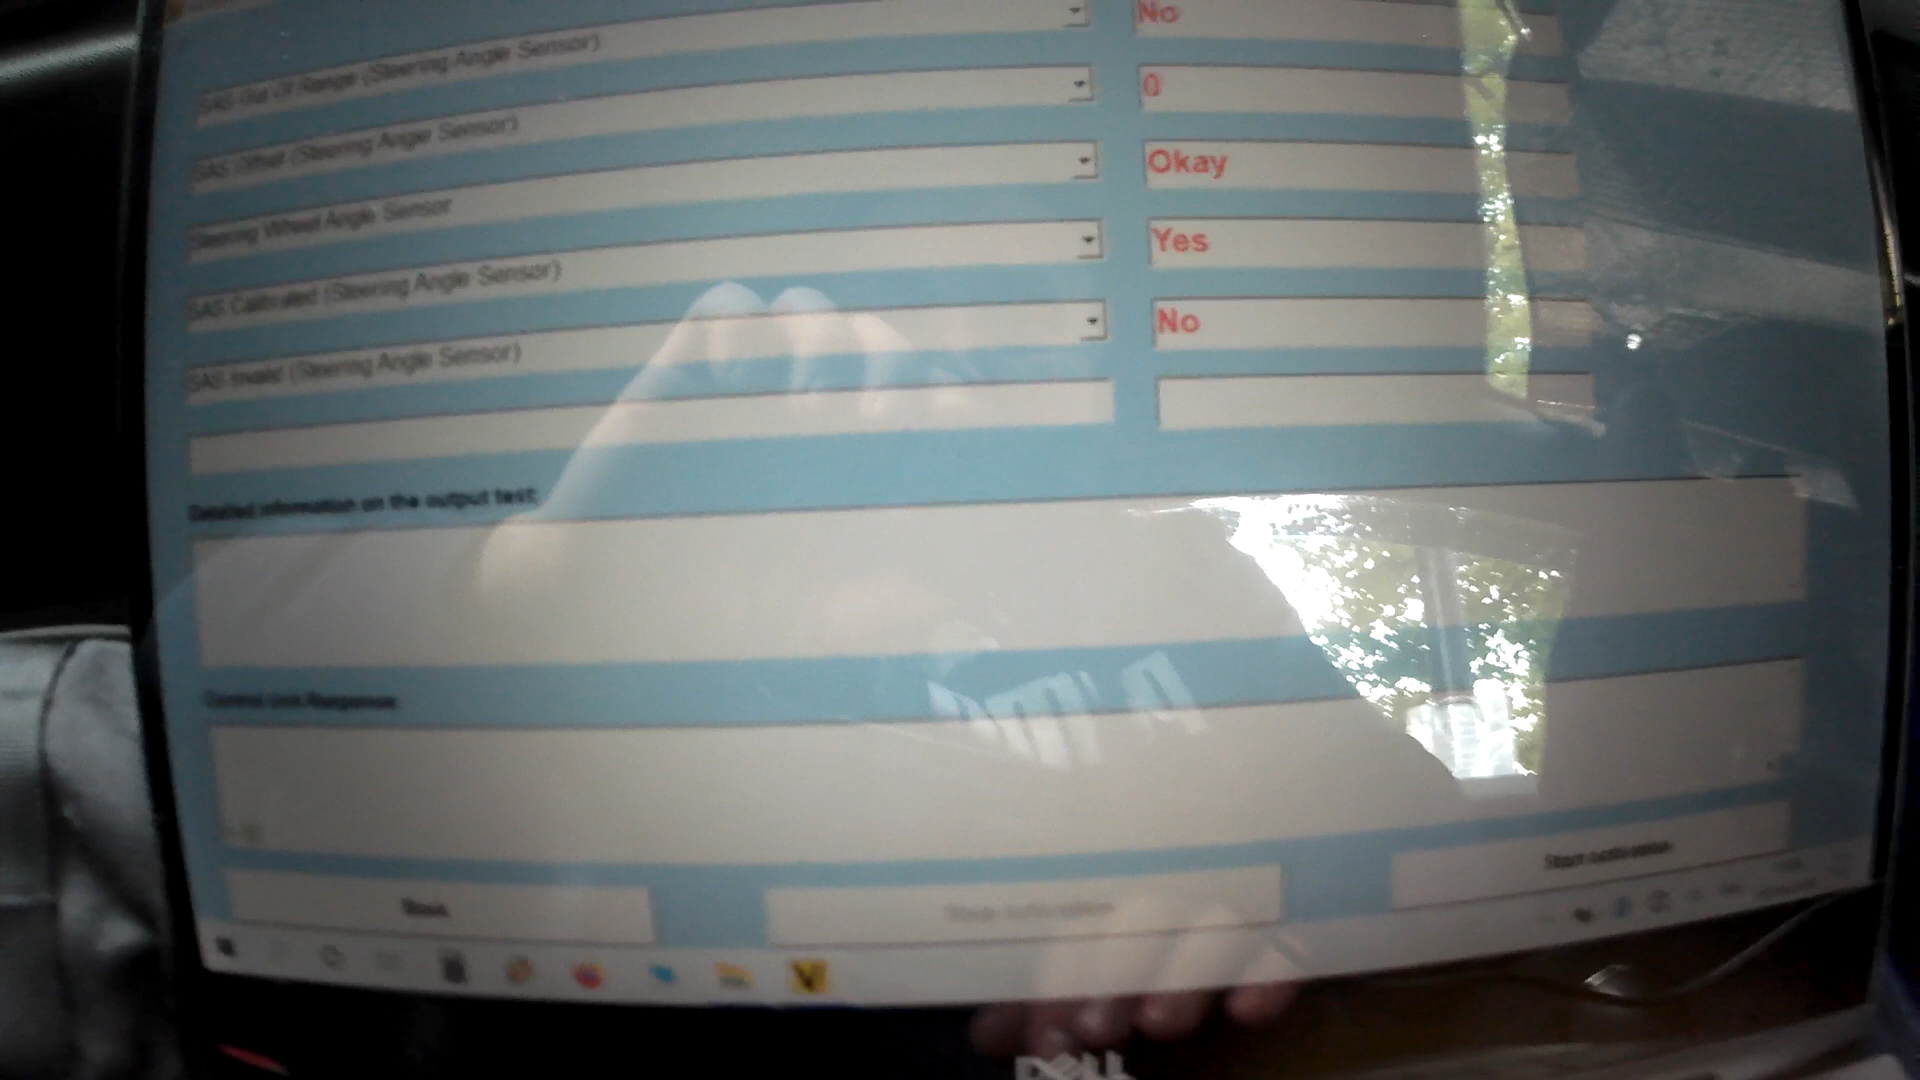 No
SAS Out Of Range (Steering Angle Sensor)
0
SAS Offset (Steering Angle Sensor)
Okay
Steering Wheel Angle Sensor
Yes
SAS Calibrated (Steering Angle Sensor)
No
SAS Invalid (Steering Angle Sensor)
Detailed information on the output test:
Control Unit Response:
Back
Stop activation
Start activation
DELL